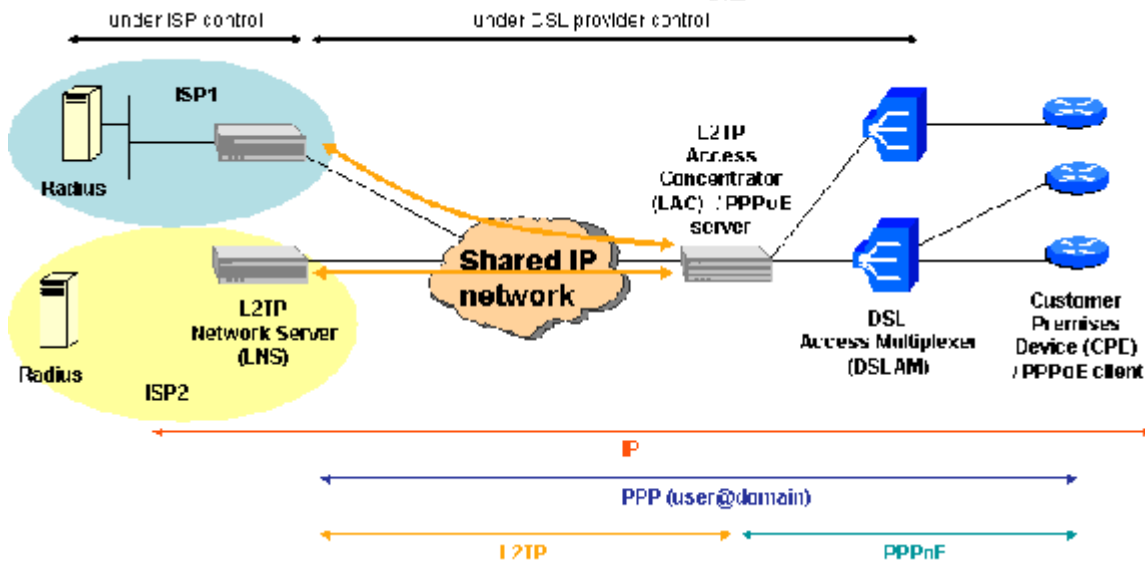 under ISP control
under DSL provider control
ISP1
Radius
L2TP
Access
Concentrator
(LAC) / PPPoE
server
Shared IP
network
L2TP
Network Server
(LNS)
Radius
ISP2
DSL
Access Multiplexer
(DSLAM)
Customer
Premises
Device (CPE)
/ PPPoE client
IP
PPP (user@domain)
L2TP
PPPoE